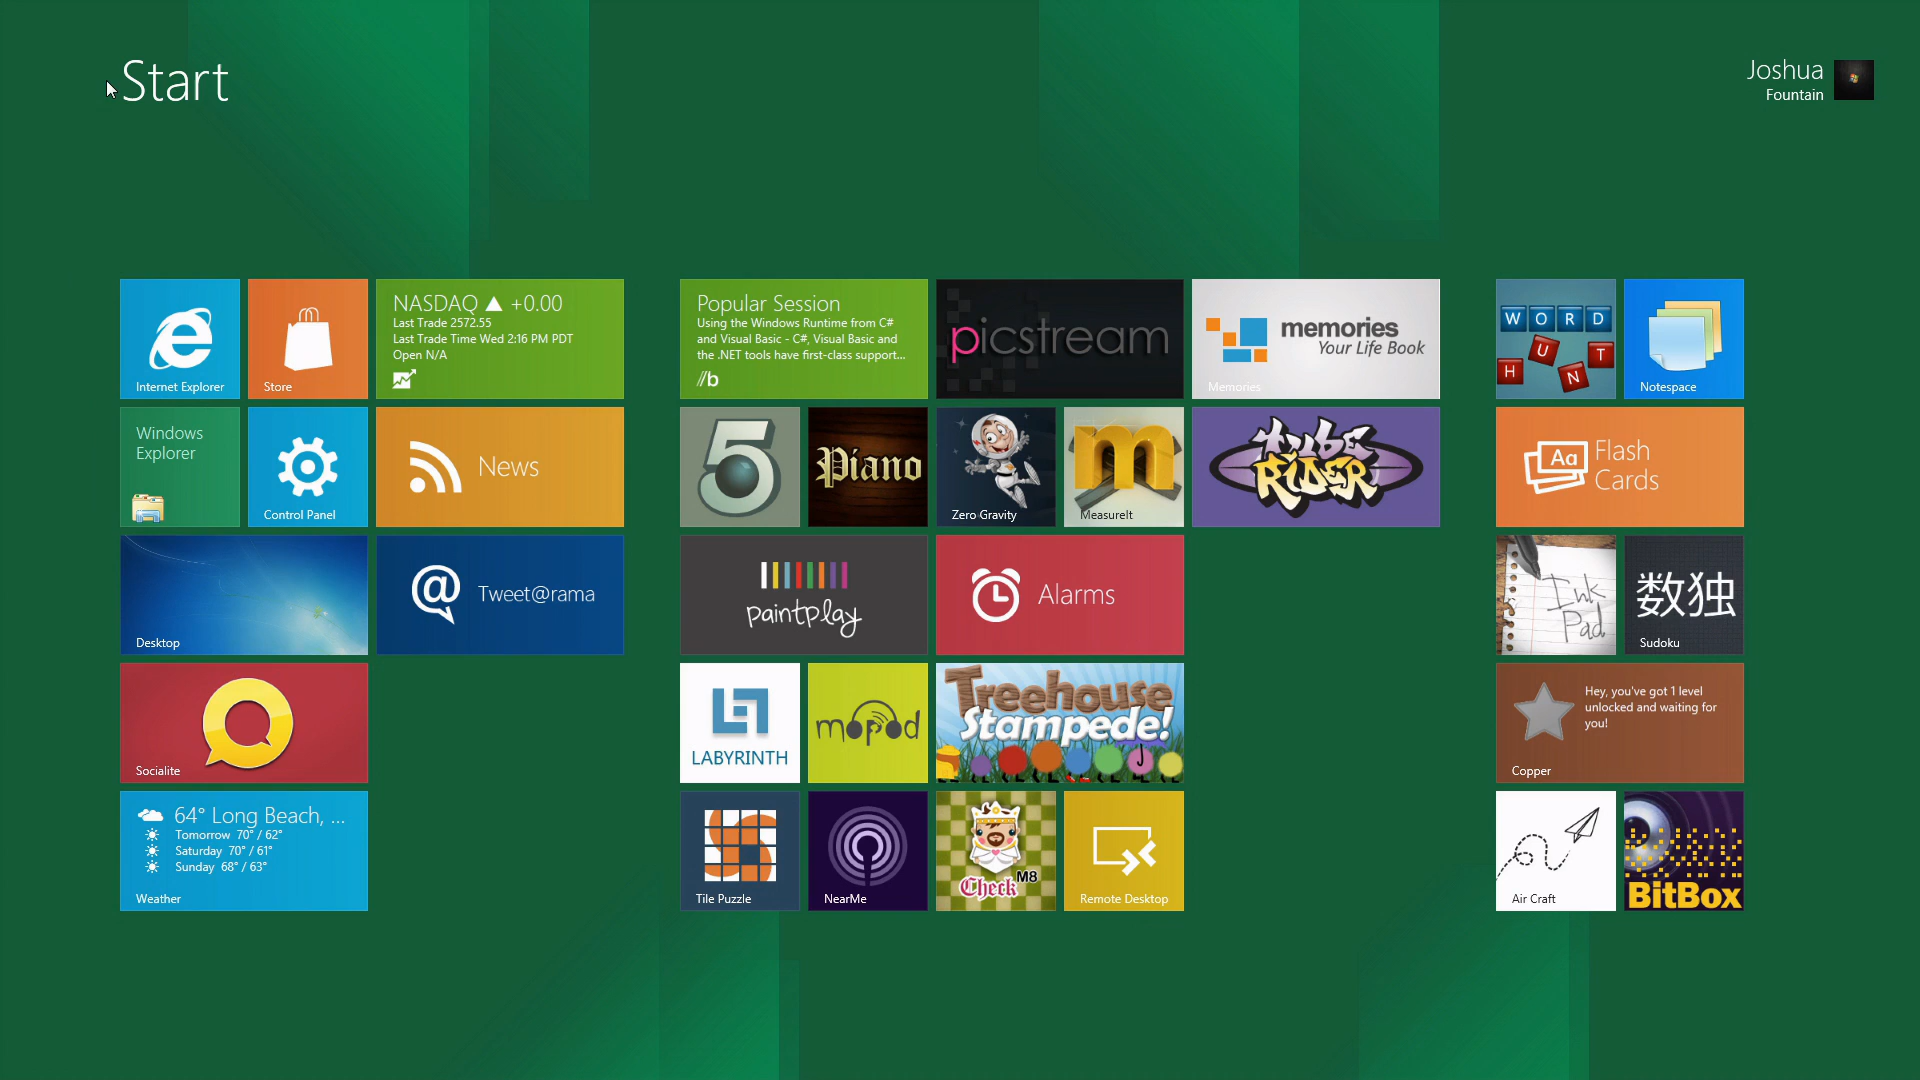 Start
Joshua
Fountain
Internet Explorer
Store
NASDAQ ▲ +0.00
Last Trade 2572.55
Last Trade Time Wed 2:16 PM PDT
Open N/A
Windows
Explorer
Control Panel
News
Desktop
Tweet@rama
Socialite
64° Long Beach, ...
Tomorrow 70° / 62°
Saturday 70° / 61°
Sunday 68° / 63°
Weather
Popular Session
Using the Windows Runtime from C#
and Visual Basic - C#, Visual Basic and
the .NET tools have first-class support...
//b
picstream
memories
Your Life Book
Memories
5
Piano
Zero Gravity
m
MeasureIt
tube
RiDER
paintplay
Alarms
LABYRINTH
mopod
Treehouse
Stampede!
J
Tile Puzzle
NearMe
Check M8
Remote Desktop
WORD
HUNT
Notespace
Aa
Flash
Cards
Ink
Pad
数独
Sudoku
Hey, you've got 1 level
unlocked and waiting for
you!
Copper
Air Craft
BitBox